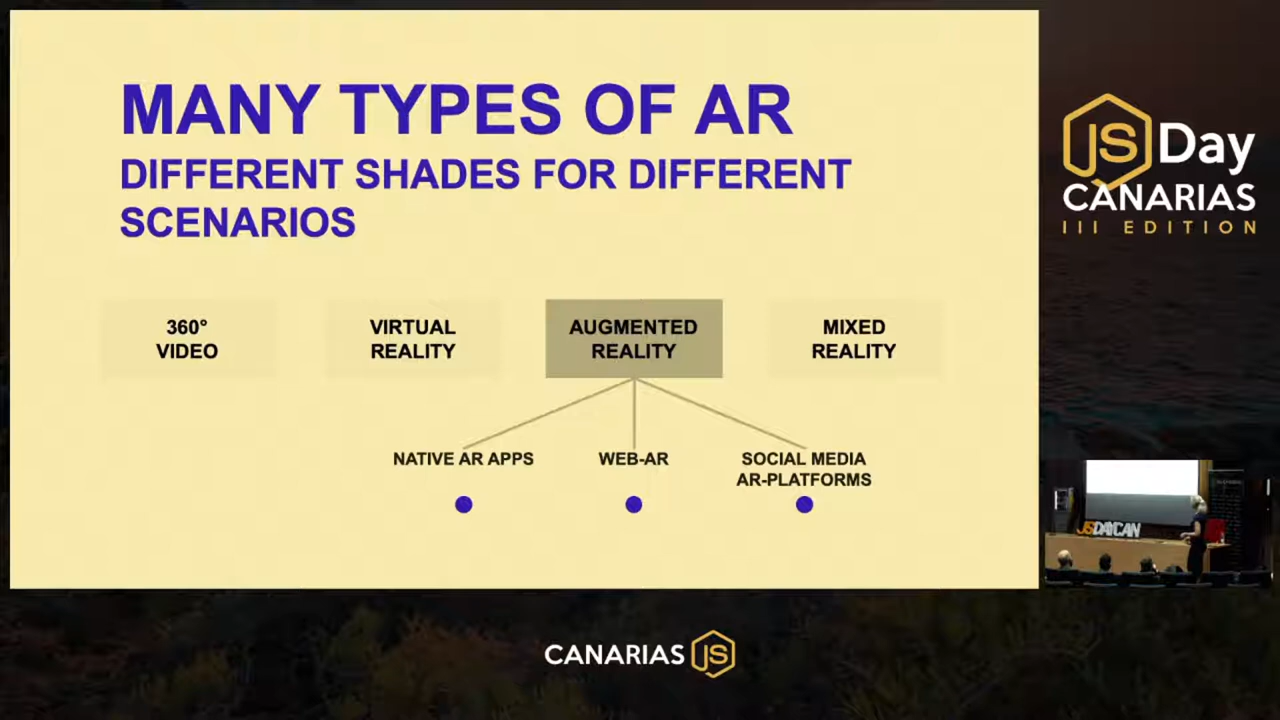 MANY TYPES OF AR
DIFFERENT SHADES FOR DIFFERENT
SCENARIOS
360°
VIDEO
VIRTUAL
REALITY
AUGMENTED
REALITY
MIXED
REALITY
NATIVE AR APPS
WEB-AR
SOCIAL MEDIA
AR-PLATFORMS
JS Day
CANARIAS
III EDITION
JSDAYCAN
CANARIAS JS